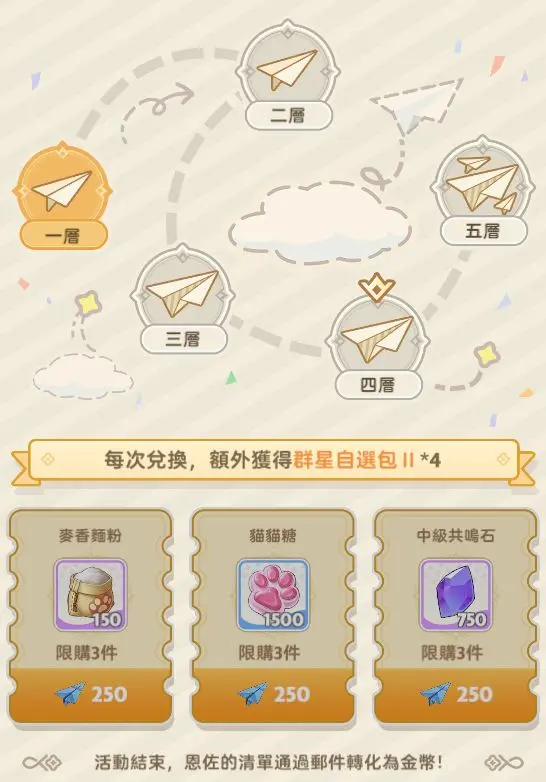 二層
一層
五層
三層
四層
每次兌換，額外獲得群星自選包II*4
麥香麵粉
貓貓糖
中級共鳴石
150
1500
750
限購3件
限購3件
限購3件
250
250
250
活動結束，恩佐的清單通過郵件轉化為金幣！